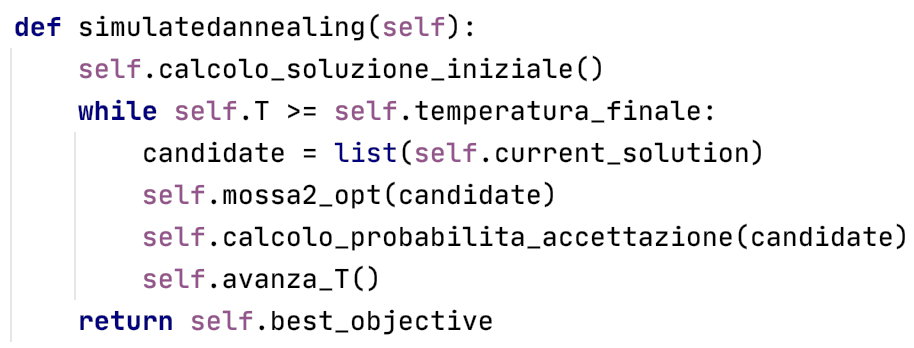 def simulatedannealing(self):
    self.calcolo_soluzione_iniziale()
    while self.T >= self.temperatura_finale:
        candidate = list(self.current_solution)
        self.mossa2_opt(candidate)
        self.calcolo_probabilita_accettazione(candidate)
        self.avanza_T()
    return self.best_objective